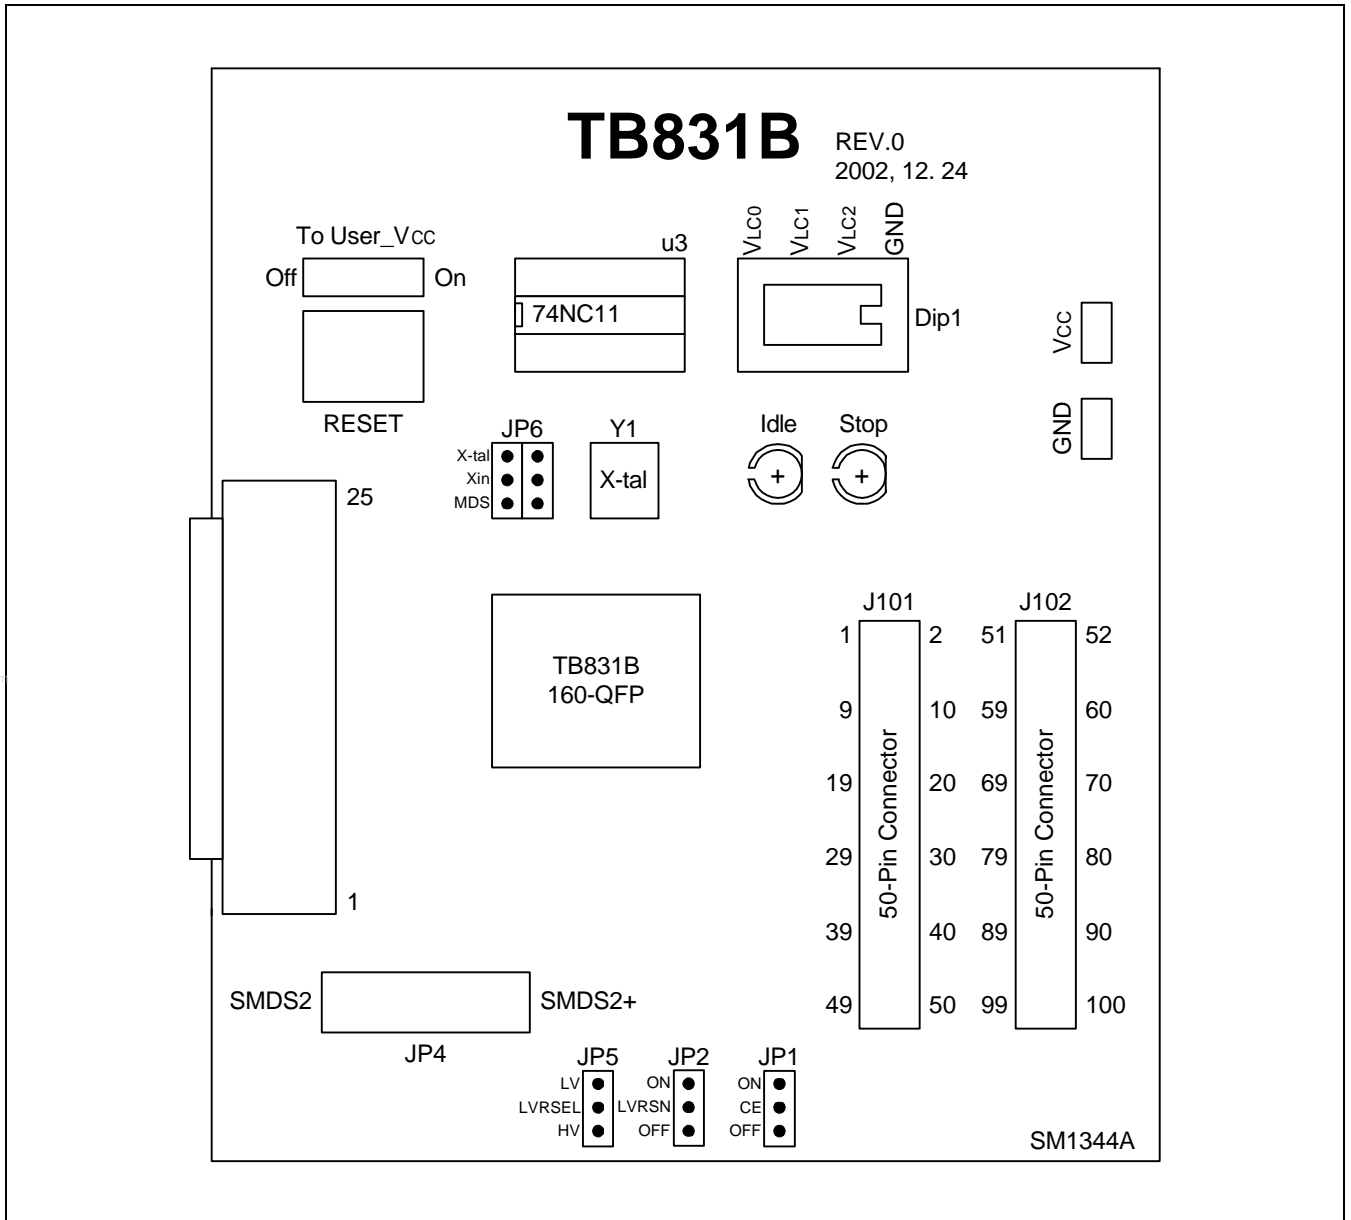 TB831B
REV.0
2002, 12. 24
To User_VCC
Off
On
u3
74NC11
VLC0
VLC1
VLC2
GND
Dip1
VCC
GND
RESET
JP6
X-tal
Xin
MDS
Y1
X-tal
Idle
Stop
25
1
TB831B
160-QFP
J101
J102
1 2 51 52
9 10 59 60
19 20 69 70
29 30 79 80
39 40 89 90
49 50 99 100
50-Pin Connector
50-Pin Connector
SMDS2
SMDS2+
JP4
JP5
LV
LVRSEL
HV
JP2
ON
LVRSN
OFF
JP1
ON
CE
OFF
SM1344A